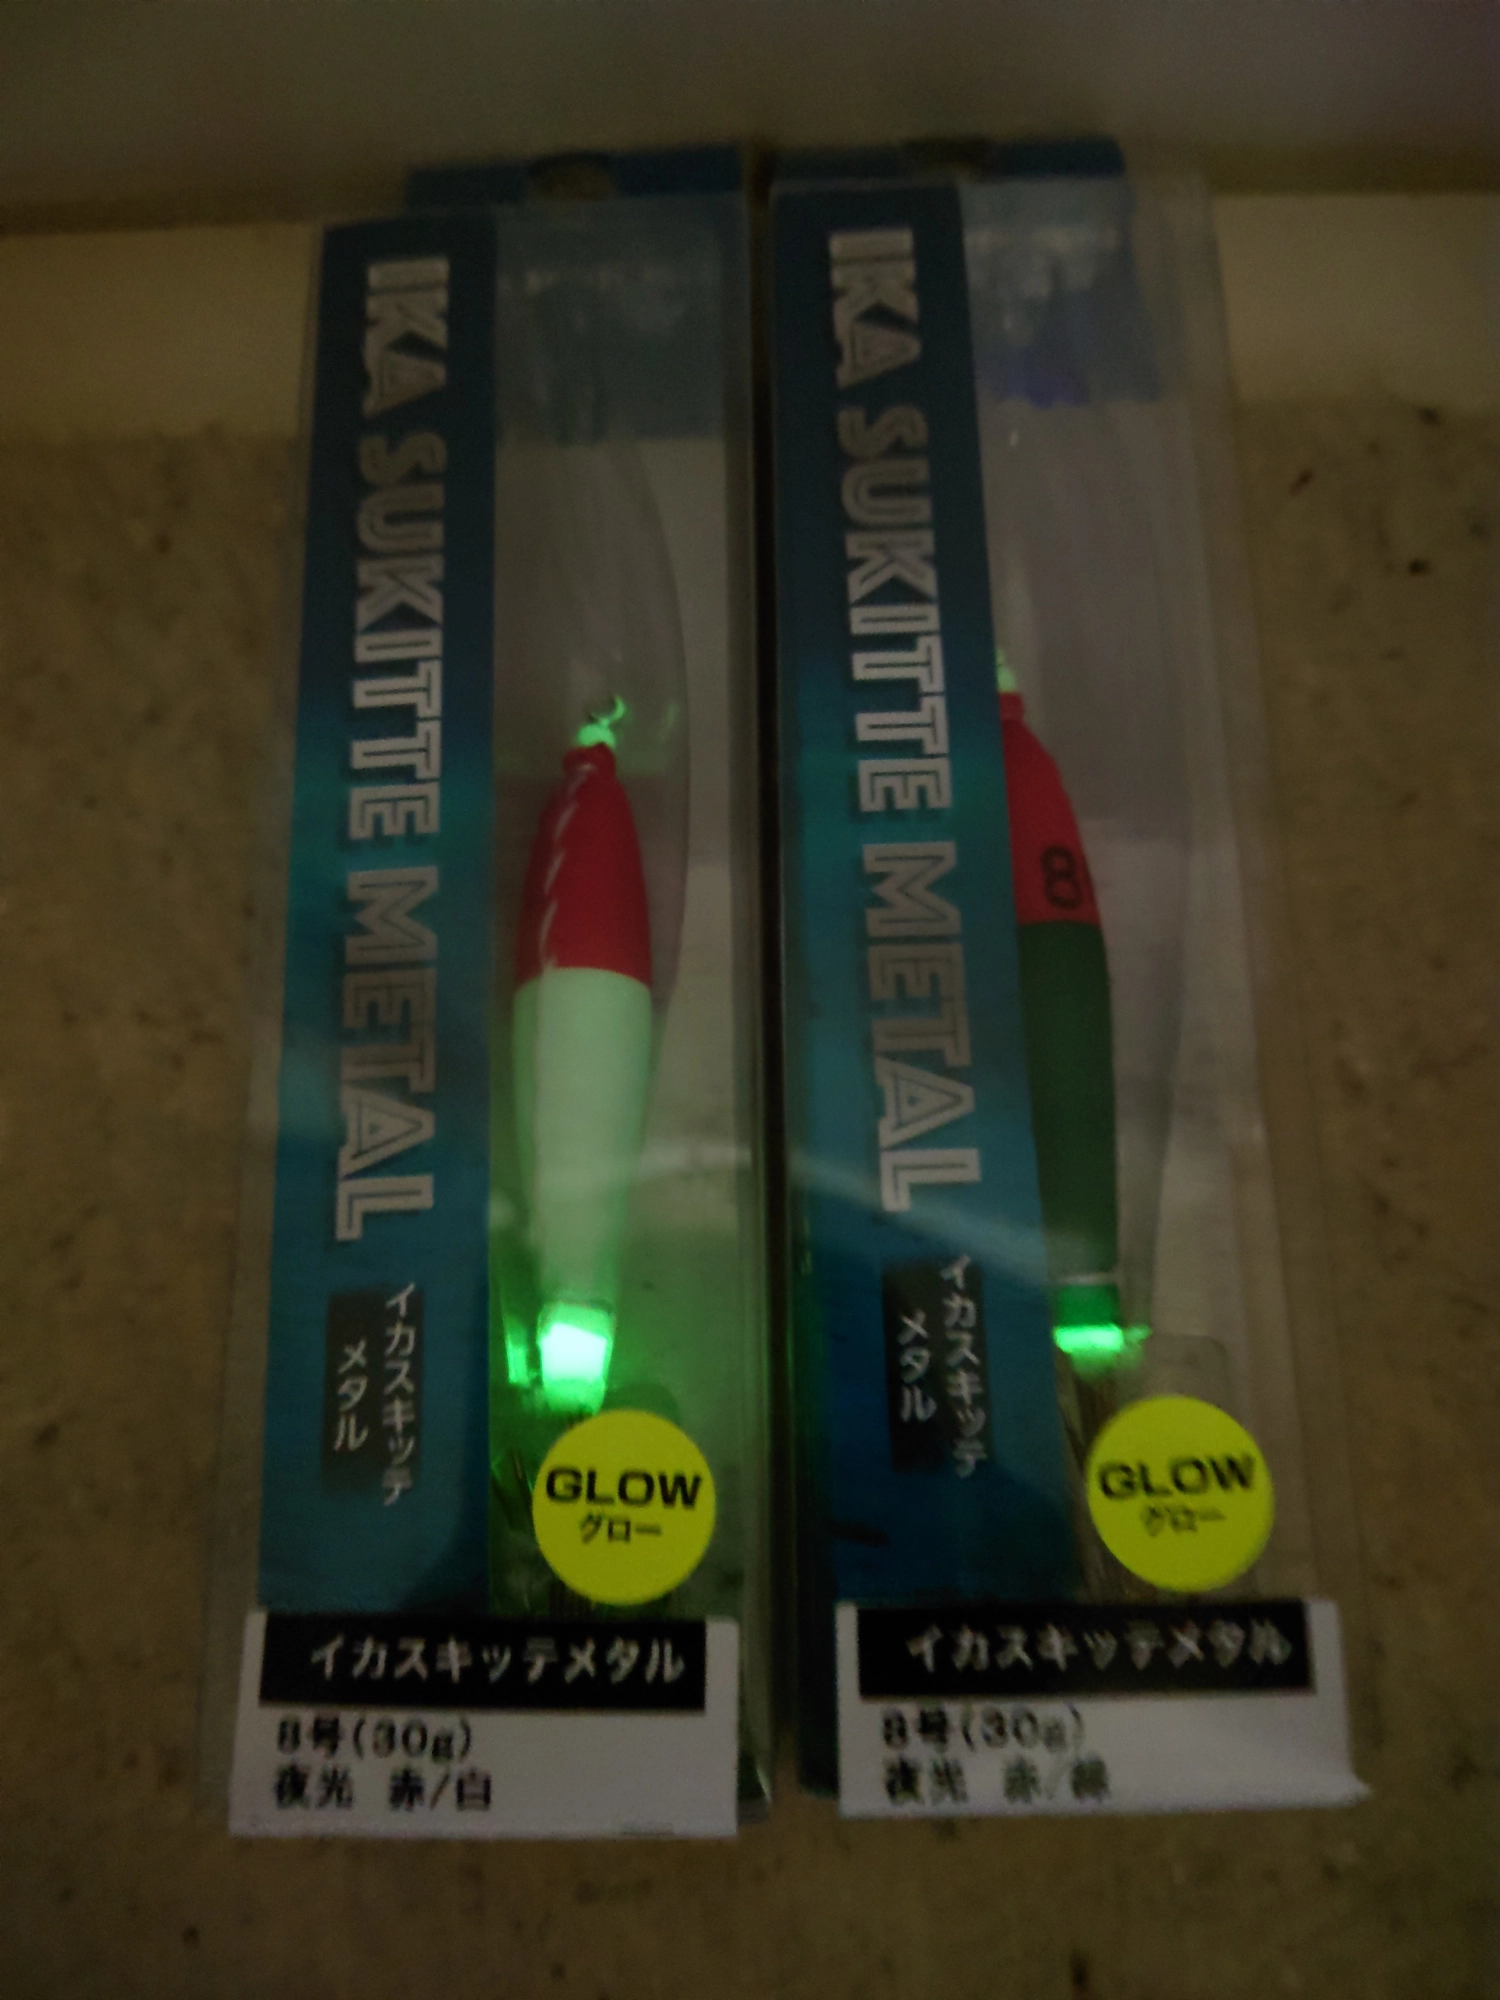 IKA SUKITTE METAL
イカスキッテ
メタル
GLOW
グロー
イカスキッテメタル
8号(30g)
夜光 赤/白
IKA SUKITTE METAL
8
イカスキッテ
メタル
GLOW
グロー
イカスキッテメタル
8号(30g)
夜光 赤/緑